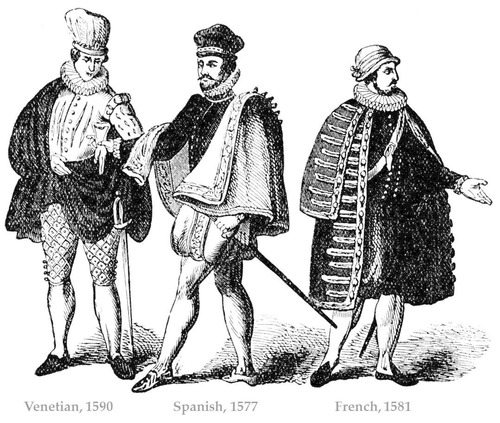 Venetian, 1590
Spanish, 1577
French, 1581